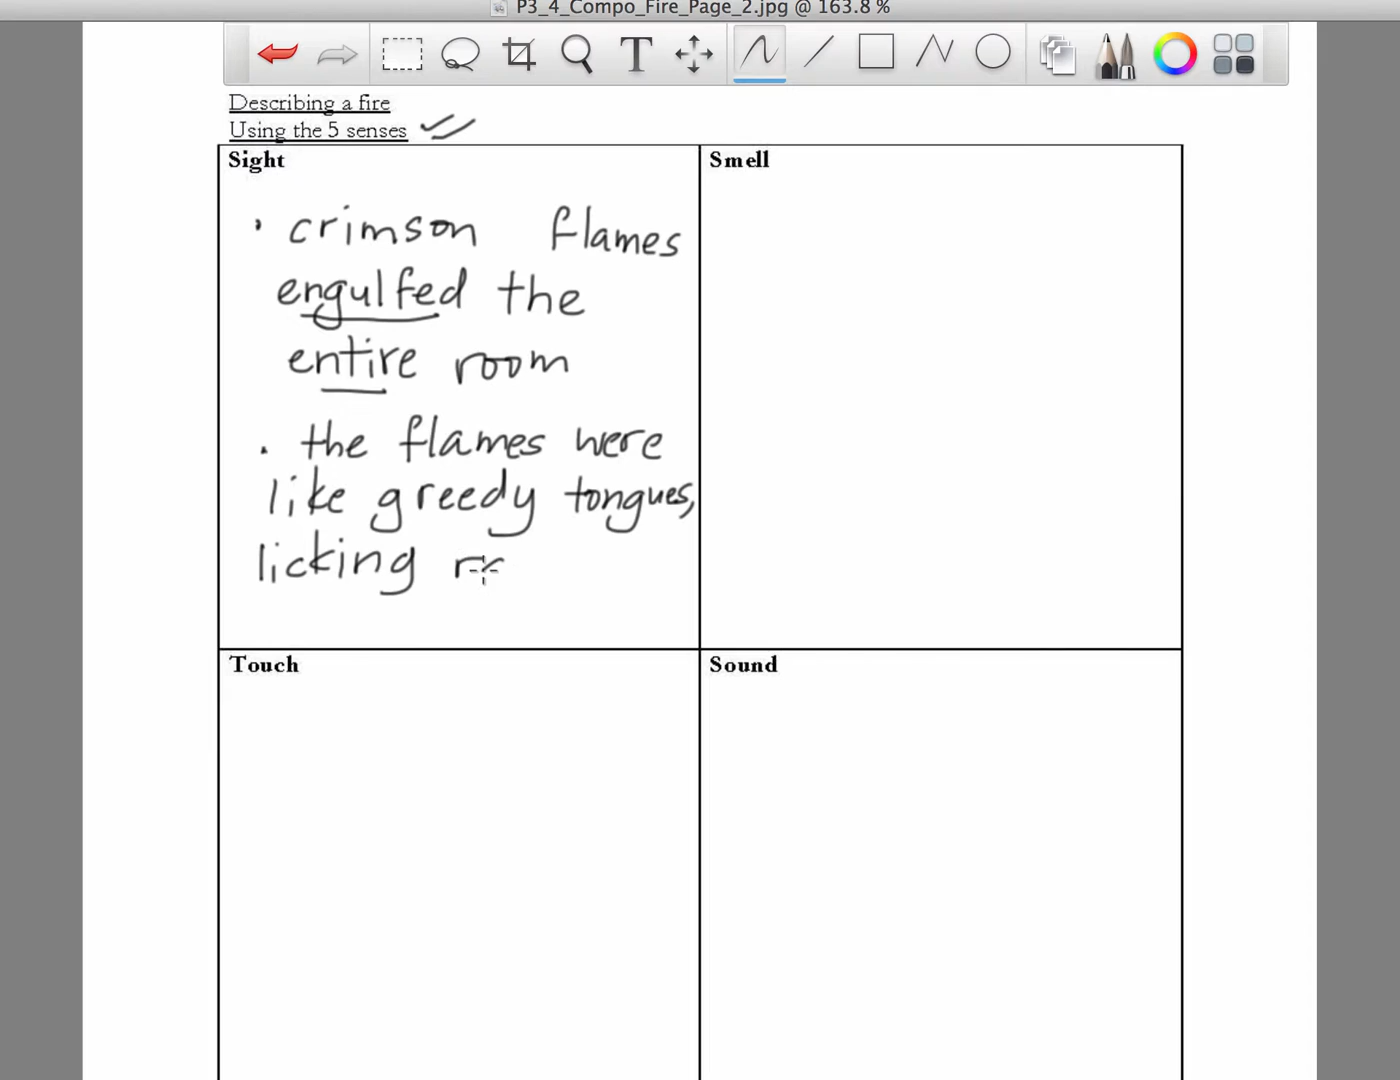 P3_4_Compo_Fire_Page_2.jpg @ 163.8 %
T
Describing a fire
Using the 5 senses
Sight
Smell
• crimson flames
engulfed the
entire room
. the flames were
like greedy tongues,
licking
Touch
Sound